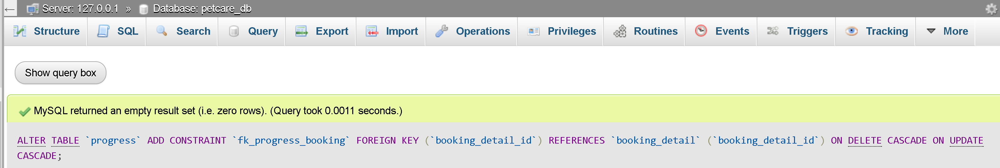 Server: 127.0.0.1 » Database: petcare_db
Structure SQL Search Query Export Import Operations Privileges Routines Events Triggers Tracking More
Show query box
MySQL returned an empty result set (i.e. zero rows). (Query took 0.0011 seconds.)
ALTER TABLE `progress` ADD CONSTRAINT `fk_progress_booking` FOREIGN KEY (`booking_detail_id`) REFERENCES `booking_detail` (`booking_detail_id`) ON DELETE CASCADE ON UPDATE
CASCADE;